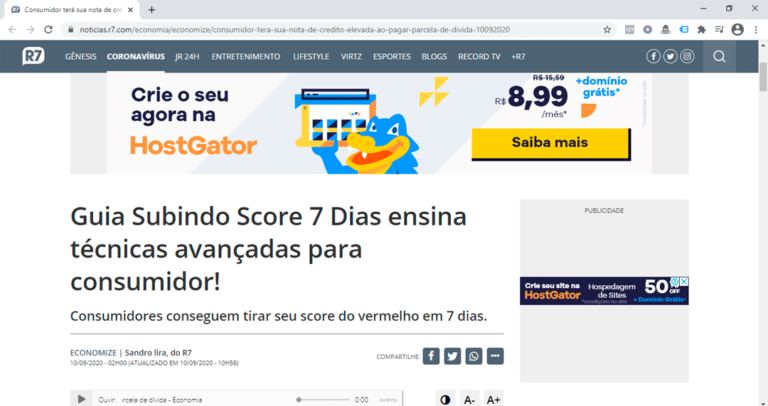 Consumidor terá sua nota de cré
noticias.r7.com/economia/economize/consumidor-tera-sua-nota-de-credito-elevada-ao-pagar-parcela-de-divida-10092020
R7 GÊNESIS CORONAVÍRUS JR 24H ENTRETENIMENTO LIFESTYLE VIRTZ ESPORTES BLOGS RECORD TV +R7
Crie o seu
agora na
HostGator
R$ 15,59
R$ 8,99
/mês*
+domínio
grátis*
Saiba mais
Guia Subindo Score 7 Dias ensina
técnicas avançadas para
consumidor!
Consumidores conseguem tirar seu score do vermelho em 7 dias.
ECONOMIZE | Sandro lira, do R7
10/09/2020 - 02H00 (ATUALIZADO EM 10/09/2020 - 10H56)
COMPARTILHE:
Ouvir: ırcela de dívida - Economia 0:00 audima
A- A+
PUBLICIDADE
Crie seu site na
HostGator
Hospedagem
de Sites
*condições no site
50% OFF
+ Domínio Grátis*